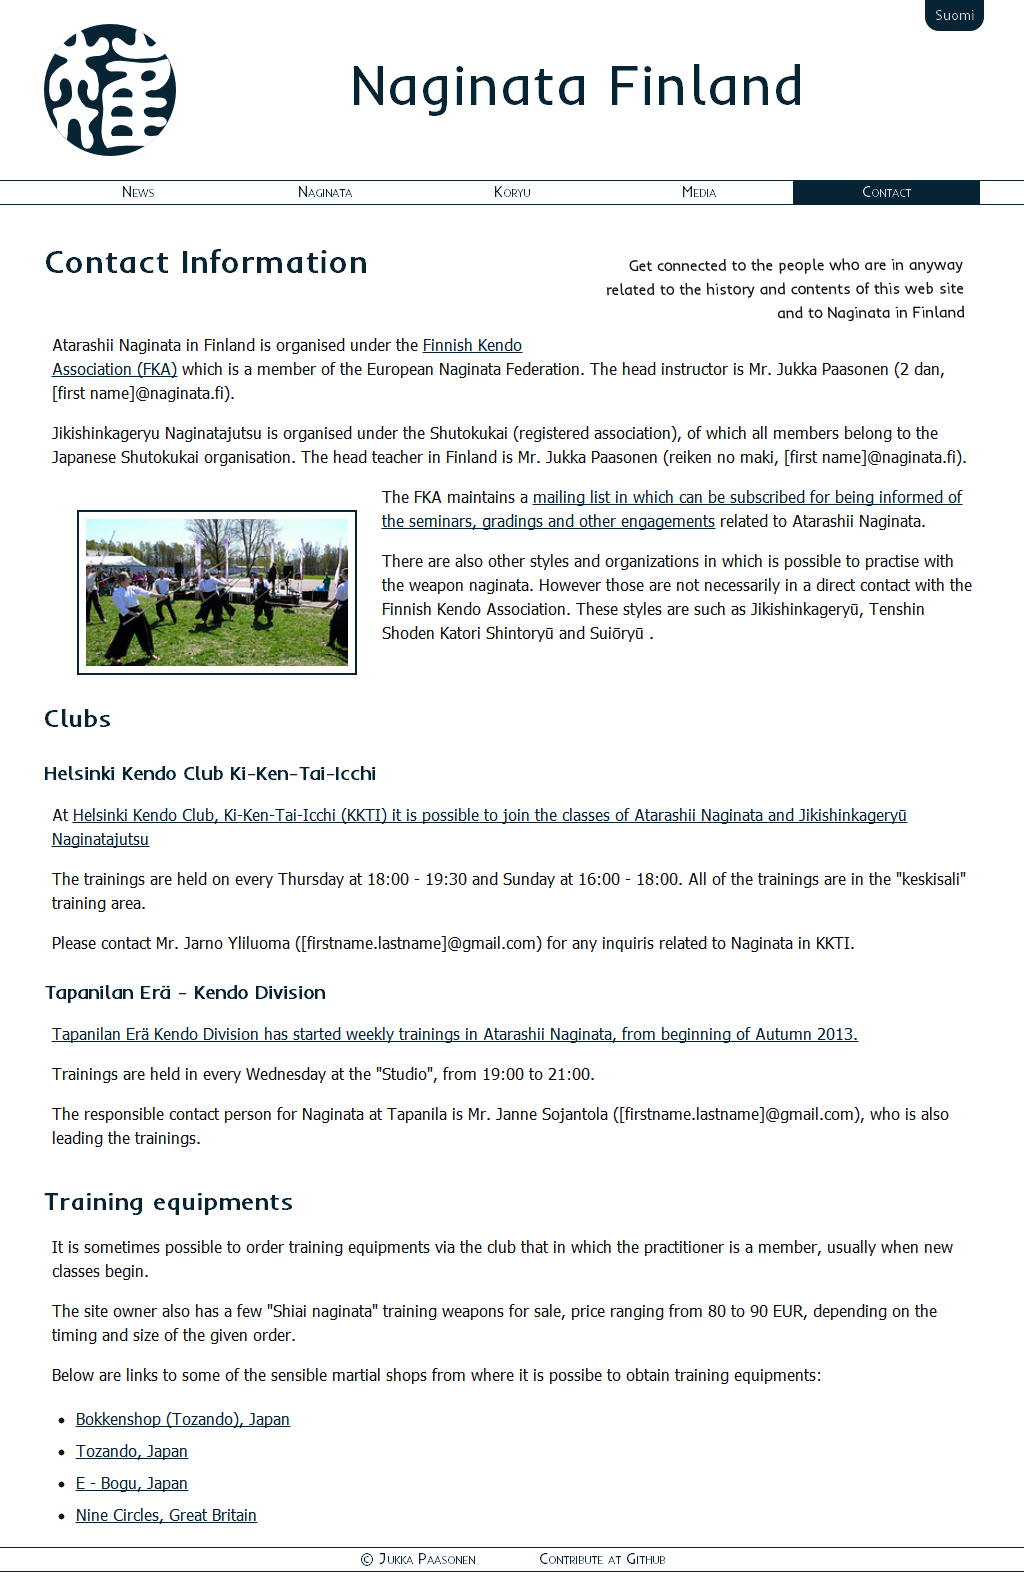 Suomi
Naginata Finland
News Naginata Koryu Media Contact
Contact Information
Get connected to the people who are in anyway
related to the history and contents of this web site
and to Naginata in Finland
Atarashii Naginata in Finland is organised under the Finnish Kendo
Association (FKA) which is a member of the European Naginata Federation. The head instructor is Mr. Jukka Paasonen (2 dan,
[first name]@naginata.fi).
Jikishinkageryu Naginatajutsu is organised under the Shutokukai (registered association), of which all members belong to the
Japanese Shutokukai organisation. The head teacher in Finland is Mr. Jukka Paasonen (reiken no maki, [first name]@naginata.fi).
The FKA maintains a mailing list in which can be subscribed for being informed of
the seminars, gradings and other engagements related to Atarashii Naginata.
There are also other styles and organizations in which is possible to practise with
the weapon naginata. However those are not necessarily in a direct contact with the
Finnish Kendo Association. These styles are such as Jikishinkageryū, Tenshin
Shoden Katori Shintoryū and Suiōryū .
Clubs
Helsinki Kendo Club Ki-Ken-Tai-Icchi
At Helsinki Kendo Club, Ki-Ken-Tai-Icchi (KKTI) it is possible to join the classes of Atarashii Naginata and Jikishinkageryū
Naginatajutsu
The trainings are held on every Thursday at 18:00 - 19:30 and Sunday at 16:00 - 18:00. All of the trainings are in the "keskisali"
training area.
Please contact Mr. Jarno Yliluoma ([firstname.lastname]@gmail.com) for any inquiris related to Naginata in KKTI.
Tapanilan Erä - Kendo Division
Tapanilan Erä Kendo Division has started weekly trainings in Atarashii Naginata, from beginning of Autumn 2013.
Trainings are held in every Wednesday at the "Studio", from 19:00 to 21:00.
The responsible contact person for Naginata at Tapanila is Mr. Janne Sojantola ([firstname.lastname]@gmail.com), who is also
leading the trainings.
Training equipments
It is sometimes possible to order training equipments via the club that in which the practitioner is a member, usually when new
classes begin.
The site owner also has a few "Shiai naginata" training weapons for sale, price ranging from 80 to 90 EUR, depending on the
timing and size of the given order.
Below are links to some of the sensible martial shops from where it is possibe to obtain training equipments:
• Bokkenshop (Tozando), Japan
• Tozando, Japan
• E - Bogu, Japan
• Nine Circles, Great Britain
© Jukka Paasonen Contribute at Github